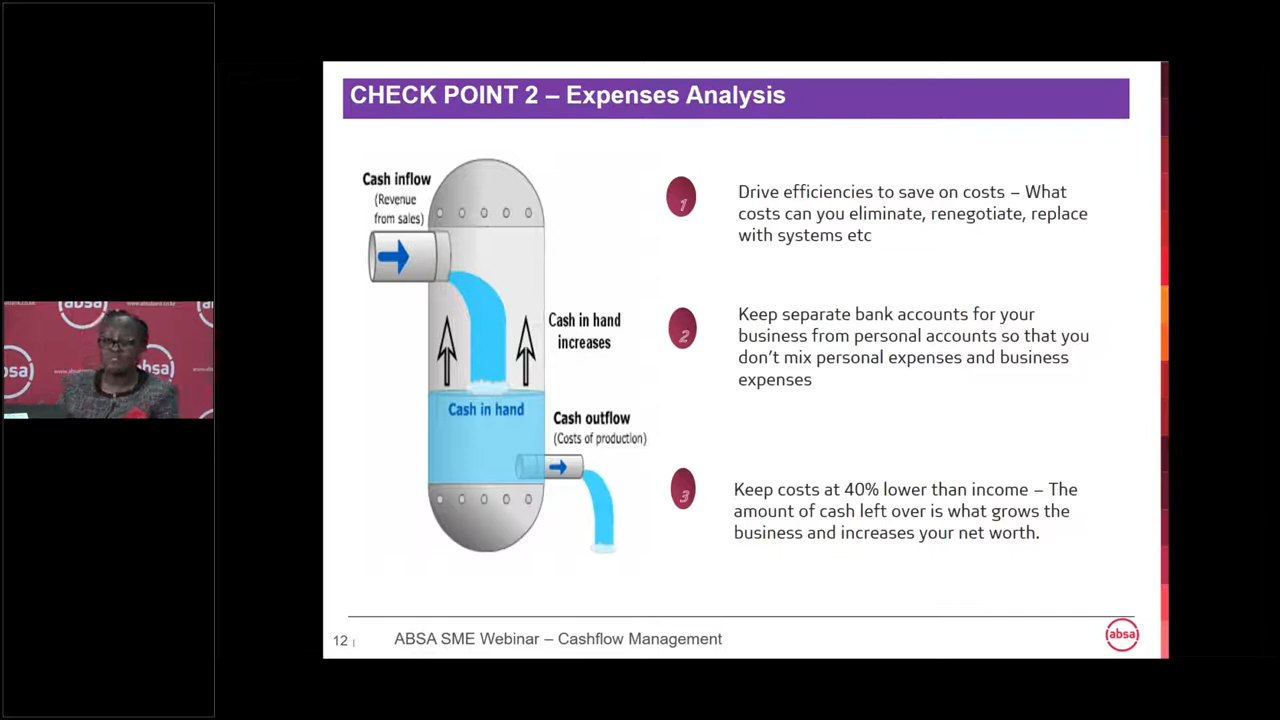 CHECK POINT 2 – Expenses Analysis
Cash inflow
(Revenue
from sales)
Cash in hand
increases
Cash in hand
Cash outflow
(Costs of production)
1
Drive efficiencies to save on costs – What
costs can you eliminate, renegotiate, replace
with systems etc
2
Keep separate bank accounts for your
business from personal accounts so that you
don't mix personal expenses and business
expenses
3
Keep costs at 40% lower than income – The
amount of cash left over is what grows the
business and increases your net worth.
12 |
ABSA SME Webinar – Cashflow Management
absa
absa
absa